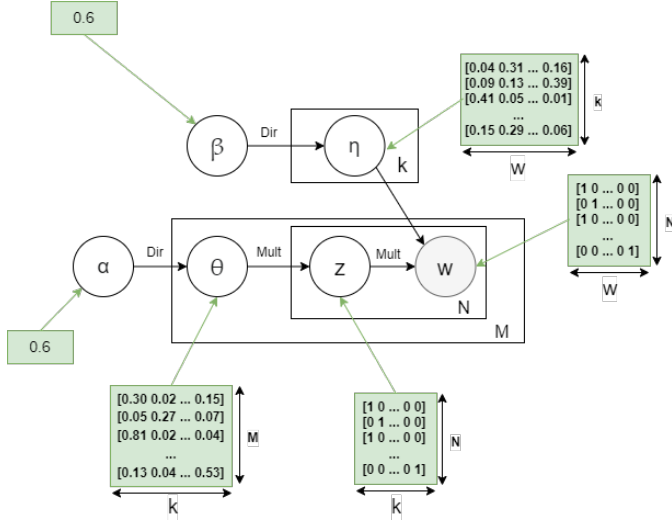 0.6
[0.04 0.31 ... 0.16]
[0.09 0.13 ... 0.39]
[0.41 0.05 ... 0.01]
...
[0.15 0.29 ... 0.06]
k
W
β
Dir
η
k
[1 0 ... 0 0]
[0 1 ... 0 0]
[1 0 ... 0 0]
...
[0 0 ... 0 1]
N
W
α
Dir
θ
Mult
z
Mult
w
N
M
0.6
[0.30 0.02 ... 0.15]
[0.05 0.27 ... 0.07]
[0.81 0.02 ... 0.04]
...
[0.13 0.04 ... 0.53]
M
k
[1 0 ... 0 0]
[0 1 ... 0 0]
[1 0 ... 0 0]
...
[0 0 ... 0 1]
N
k